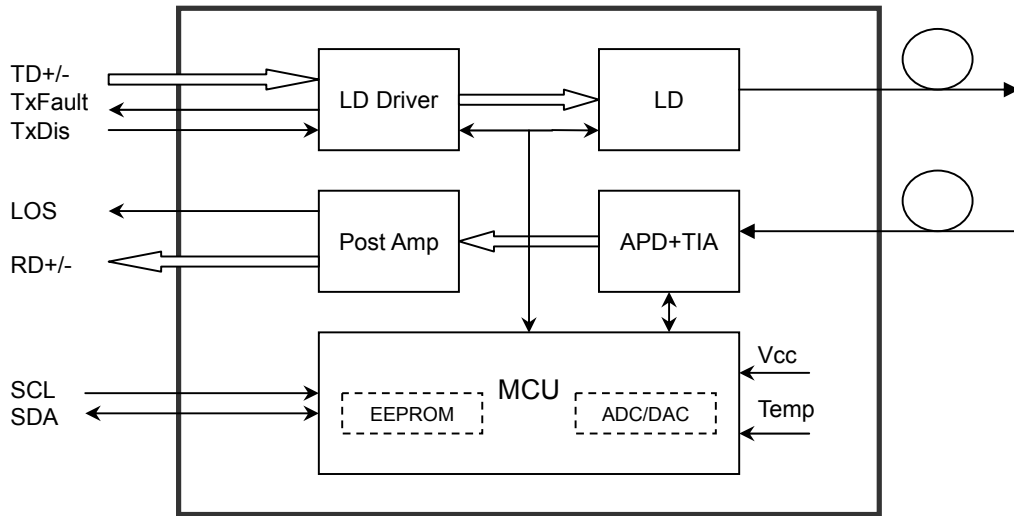 TD+/-
TxFault
TxDis
LD Driver
LD
LOS
RD+/-
Post Amp
APD+TIA
SCL
SDA
MCU
EEPROM
ADC/DAC
Vcc
Temp